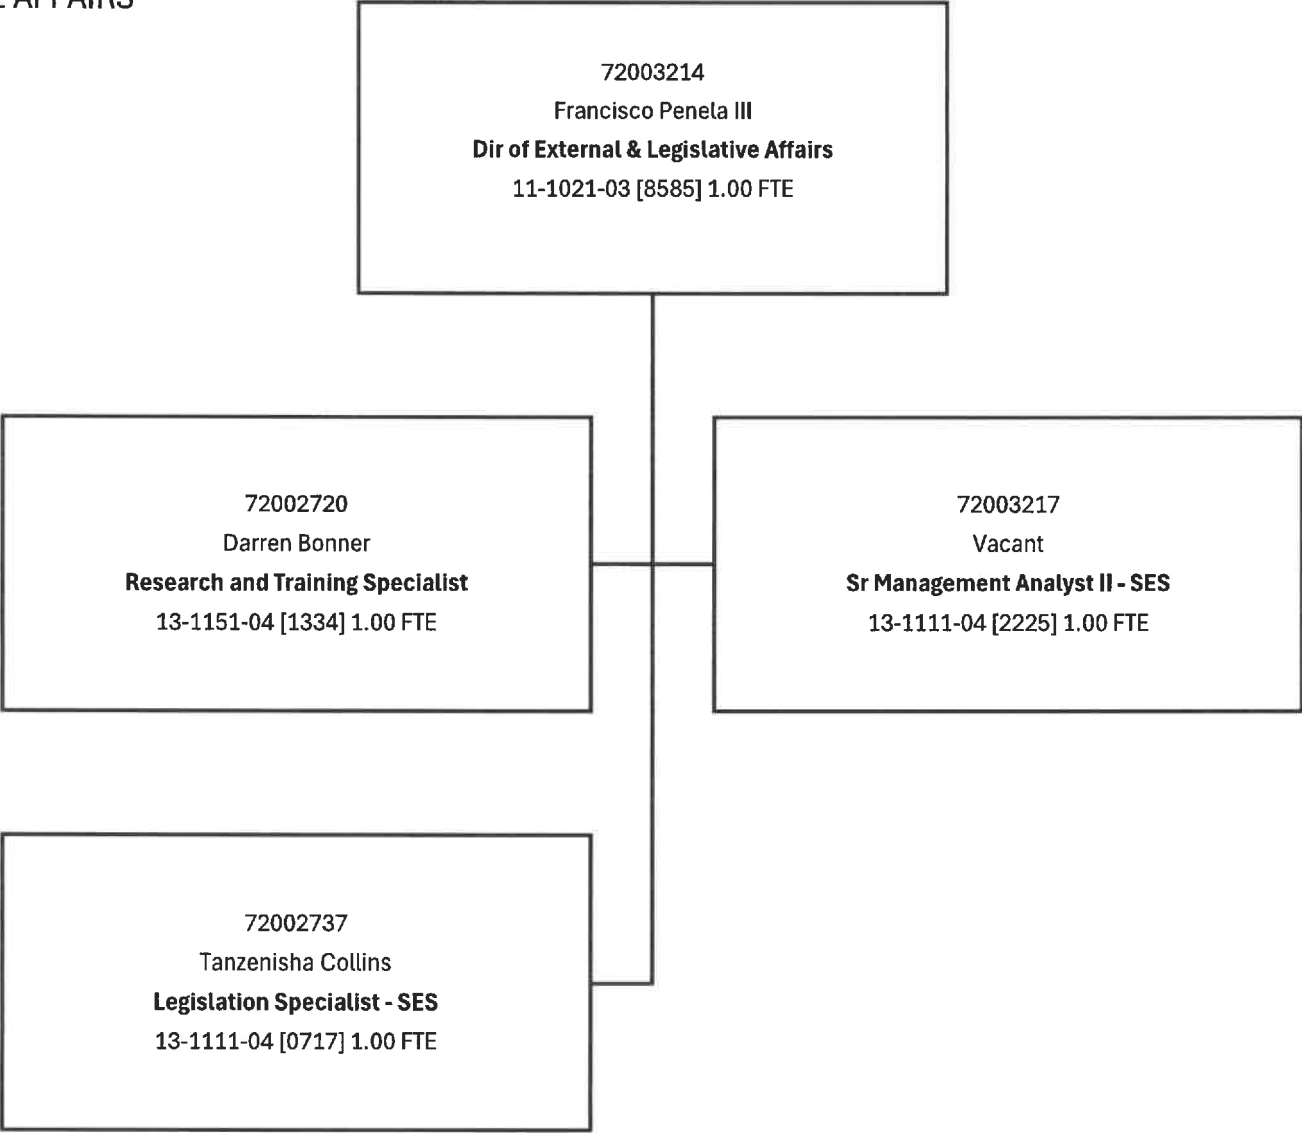 AFFAIRS
72003214
Francisco Penela III
Dir of External & Legislative Affairs
11-1021-03 [8585] 1.00 FTE
72002720
Darren Bonner
Research and Training Specialist
13-1151-04 [1334] 1.00 FTE
72003217
Vacant
Sr Management Analyst II - SES
13-1111-04 [2225] 1.00 FTE
72002737
Tanzenisha Collins
Legislation Specialist - SES
13-1111-04 [0717] 1.00 FTE